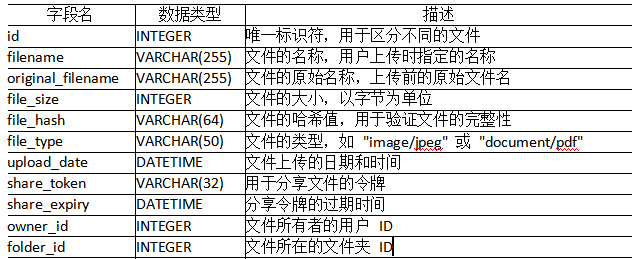 字段名 数据类型 描述
id INTEGER 唯一标识符，用于区分不同的文件
filename VARCHAR(255) 文件的名称，用户上传时指定的名称
original_filename VARCHAR(255) 文件的原始名称，上传前的原始文件名
file_size INTEGER 文件的大小，以字节为单位
file_hash VARCHAR(64) 文件的哈希值，用于验证文件的完整性
file_type VARCHAR(50) 文件的类型，如 "image/jpeg" 或 "document/pdf"
upload_date DATETIME 文件上传的日期和时间
share_token VARCHAR(32) 用于分享文件的令牌
share_expiry DATETIME 分享令牌的过期时间
owner_id INTEGER 文件所有者的用户 ID
folder_id INTEGER 文件所在的文件夹 ID